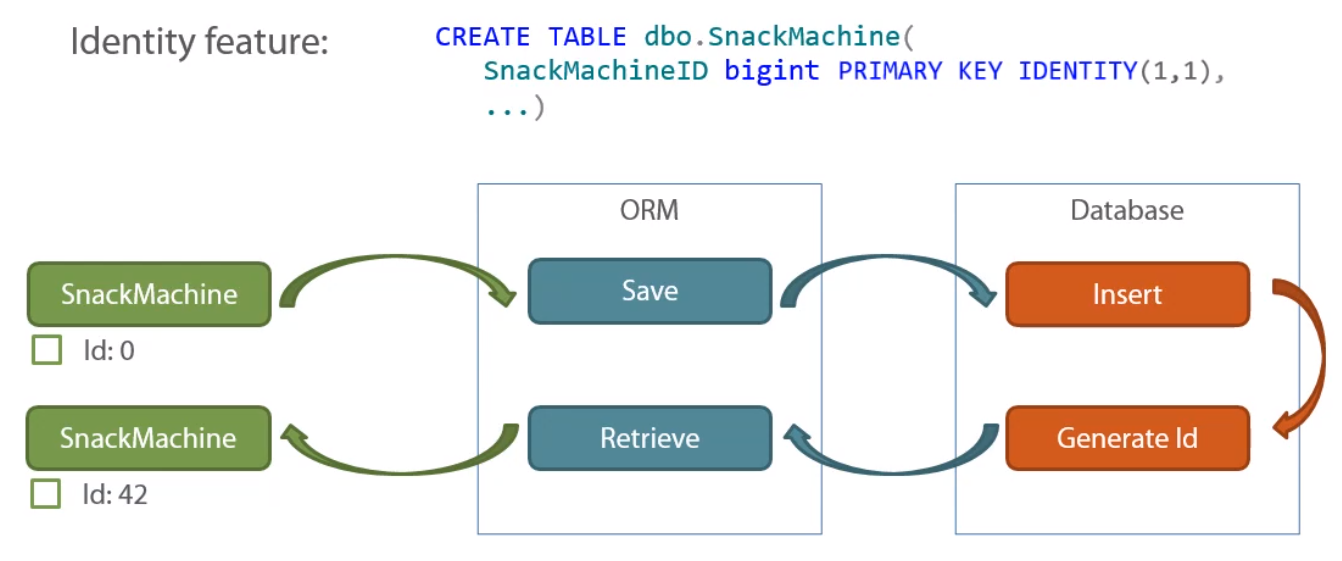 Identity feature:
CREATE TABLE dbo.SnackMachine(
SnackMachineID bigint PRIMARY KEY IDENTITY(1,1),
...)
ORM
Database
SnackMachine
Save
Insert
Id: 0
SnackMachine
Retrieve
Generate Id
Id: 42